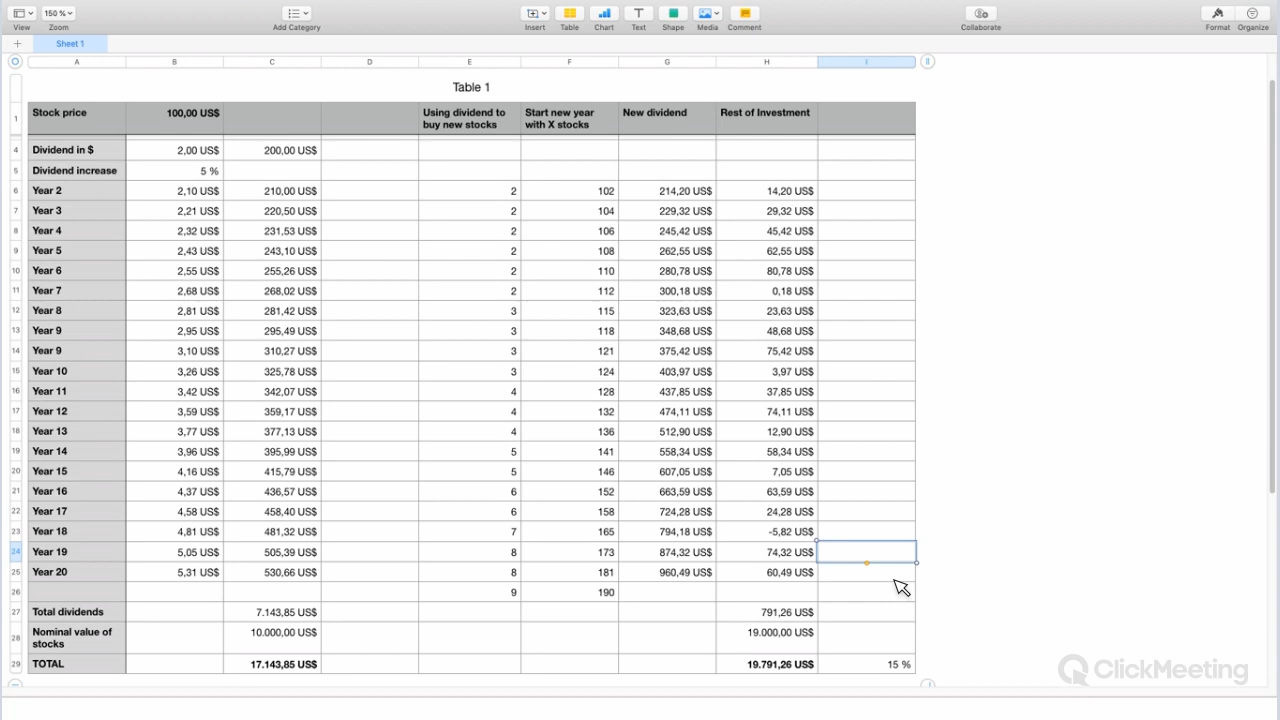 150 %
View Zoom Add Category Insert Table Chart Text Shape Media Comment Collaborate Format Organize
+ Sheet 1
A B C D E F G H I
Table 1
1 Stock price 100,00 US$ Using dividend to buy new stocks Start new year with X stocks New dividend Rest of Investment
4 Dividend in $ 2,00 US$ 200,00 US$
5 Dividend increase 5 %
6 Year 2 2,10 US$ 210,00 US$ 2 102 214,20 US$ 14,20 US$
7 Year 3 2,21 US$ 220,50 US$ 2 104 229,32 US$ 29,32 US$
8 Year 4 2,32 US$ 231,53 US$ 2 106 245,42 US$ 45,42 US$
9 Year 5 2,43 US$ 243,10 US$ 2 108 262,55 US$ 62,55 US$
10 Year 6 2,55 US$ 255,26 US$ 2 110 280,78 US$ 80,78 US$
11 Year 7 2,68 US$ 268,02 US$ 2 112 300,18 US$ 0,18 US$
12 Year 8 2,81 US$ 281,42 US$ 3 115 323,63 US$ 23,63 US$
13 Year 9 2,95 US$ 295,49 US$ 3 118 348,68 US$ 48,68 US$
14 Year 9 3,10 US$ 310,27 US$ 3 121 375,42 US$ 75,42 US$
15 Year 10 3,26 US$ 325,78 US$ 3 124 403,97 US$ 3,97 US$
16 Year 11 3,42 US$ 342,07 US$ 4 128 437,85 US$ 37,85 US$
17 Year 12 3,59 US$ 359,17 US$ 4 132 474,11 US$ 74,11 US$
18 Year 13 3,77 US$ 377,13 US$ 4 136 512,90 US$ 12,90 US$
19 Year 14 3,96 US$ 395,99 US$ 5 141 558,34 US$ 58,34 US$
20 Year 15 4,16 US$ 415,79 US$ 5 146 607,05 US$ 7,05 US$
21 Year 16 4,37 US$ 436,57 US$ 6 152 663,59 US$ 63,59 US$
22 Year 17 4,58 US$ 458,40 US$ 6 158 724,28 US$ 24,28 US$
23 Year 18 4,81 US$ 481,32 US$ 7 165 794,18 US$ -5,82 US$
24 Year 19 5,05 US$ 505,39 US$ 8 173 874,32 US$ 74,32 US$
25 Year 20 5,31 US$ 530,66 US$ 8 181 960,49 US$ 60,49 US$
26 9 190
27 Total dividends 7.143,85 US$ 791,26 US$
28 Nominal value of stocks 10.000,00 US$ 19.000,00 US$
29 TOTAL 17.143,85 US$ 19.791,26 US$ 15 %
ClickMeeting